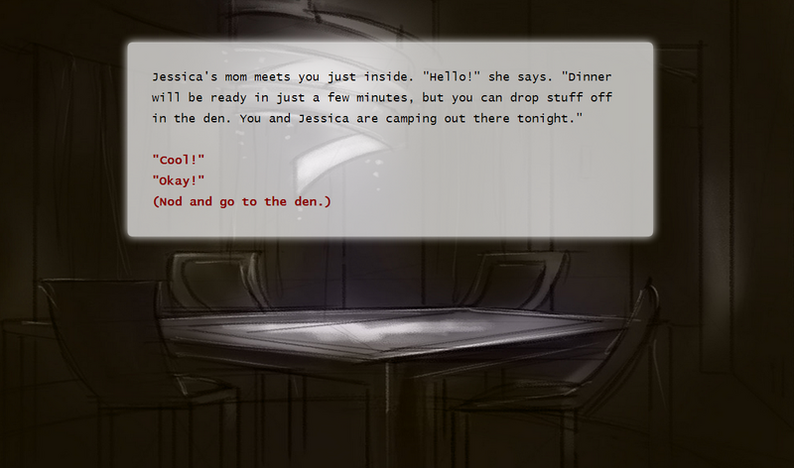 Jessica's mom meets you just inside. "Hello!" she says. "Dinner
will be ready in just a few minutes, but you can drop stuff off
in the den. You and Jessica are camping out there tonight."
"Cool!"
"Okay!"
(Nod and go to the den.)